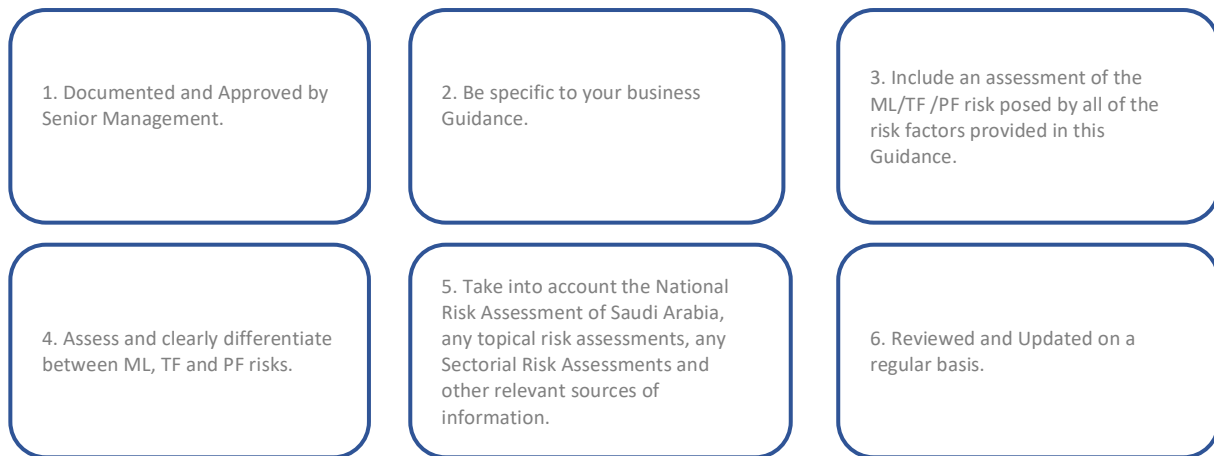 1. Documented and Approved by
Senior Management.
2. Be specific to your business
Guidance.
3. Include an assessment of the
ML/TF /PF risk posed by all of the
risk factors provided in this
Guidance.
4. Assess and clearly differentiate
between ML, TF and PF risks.
5. Take into account the National
Risk Assessment of Saudi Arabia,
any topical risk assessments, any
Sectorial Risk Assessments and
other relevant sources of
information.
6. Reviewed and Updated on a
regular basis.